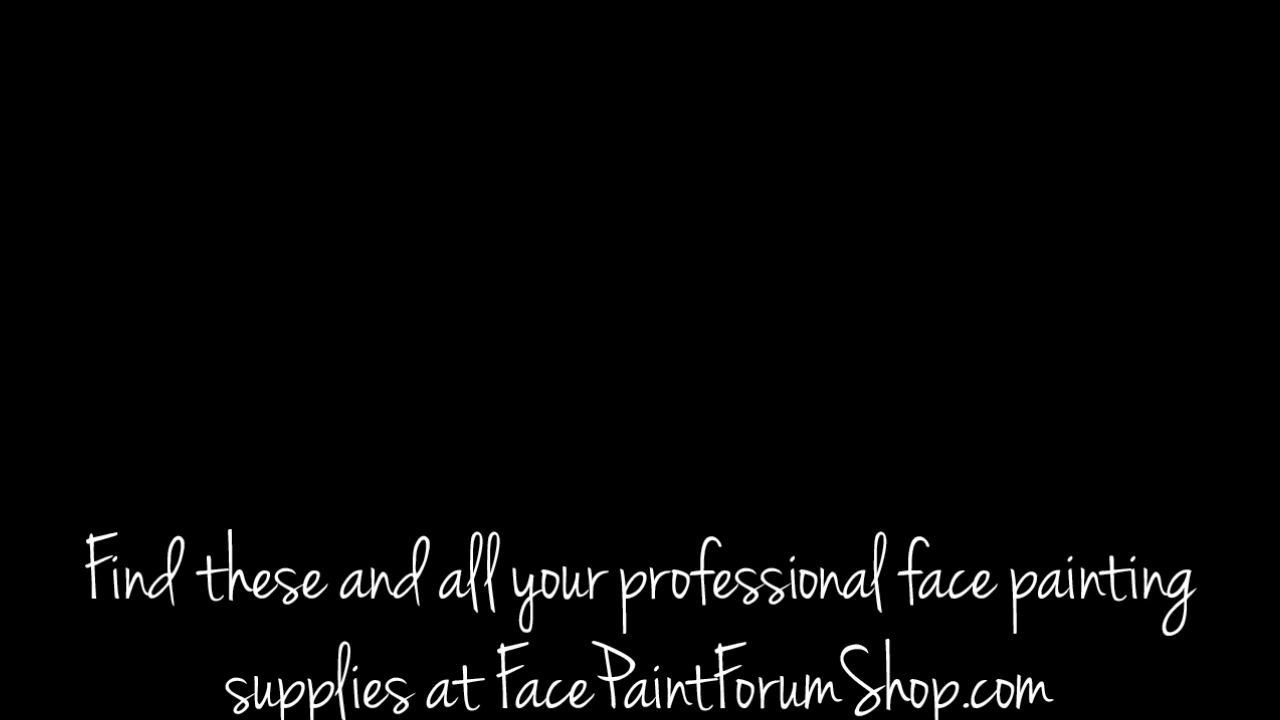 Find these and all your professional face painting
supplies at FacePaintForumShop.com